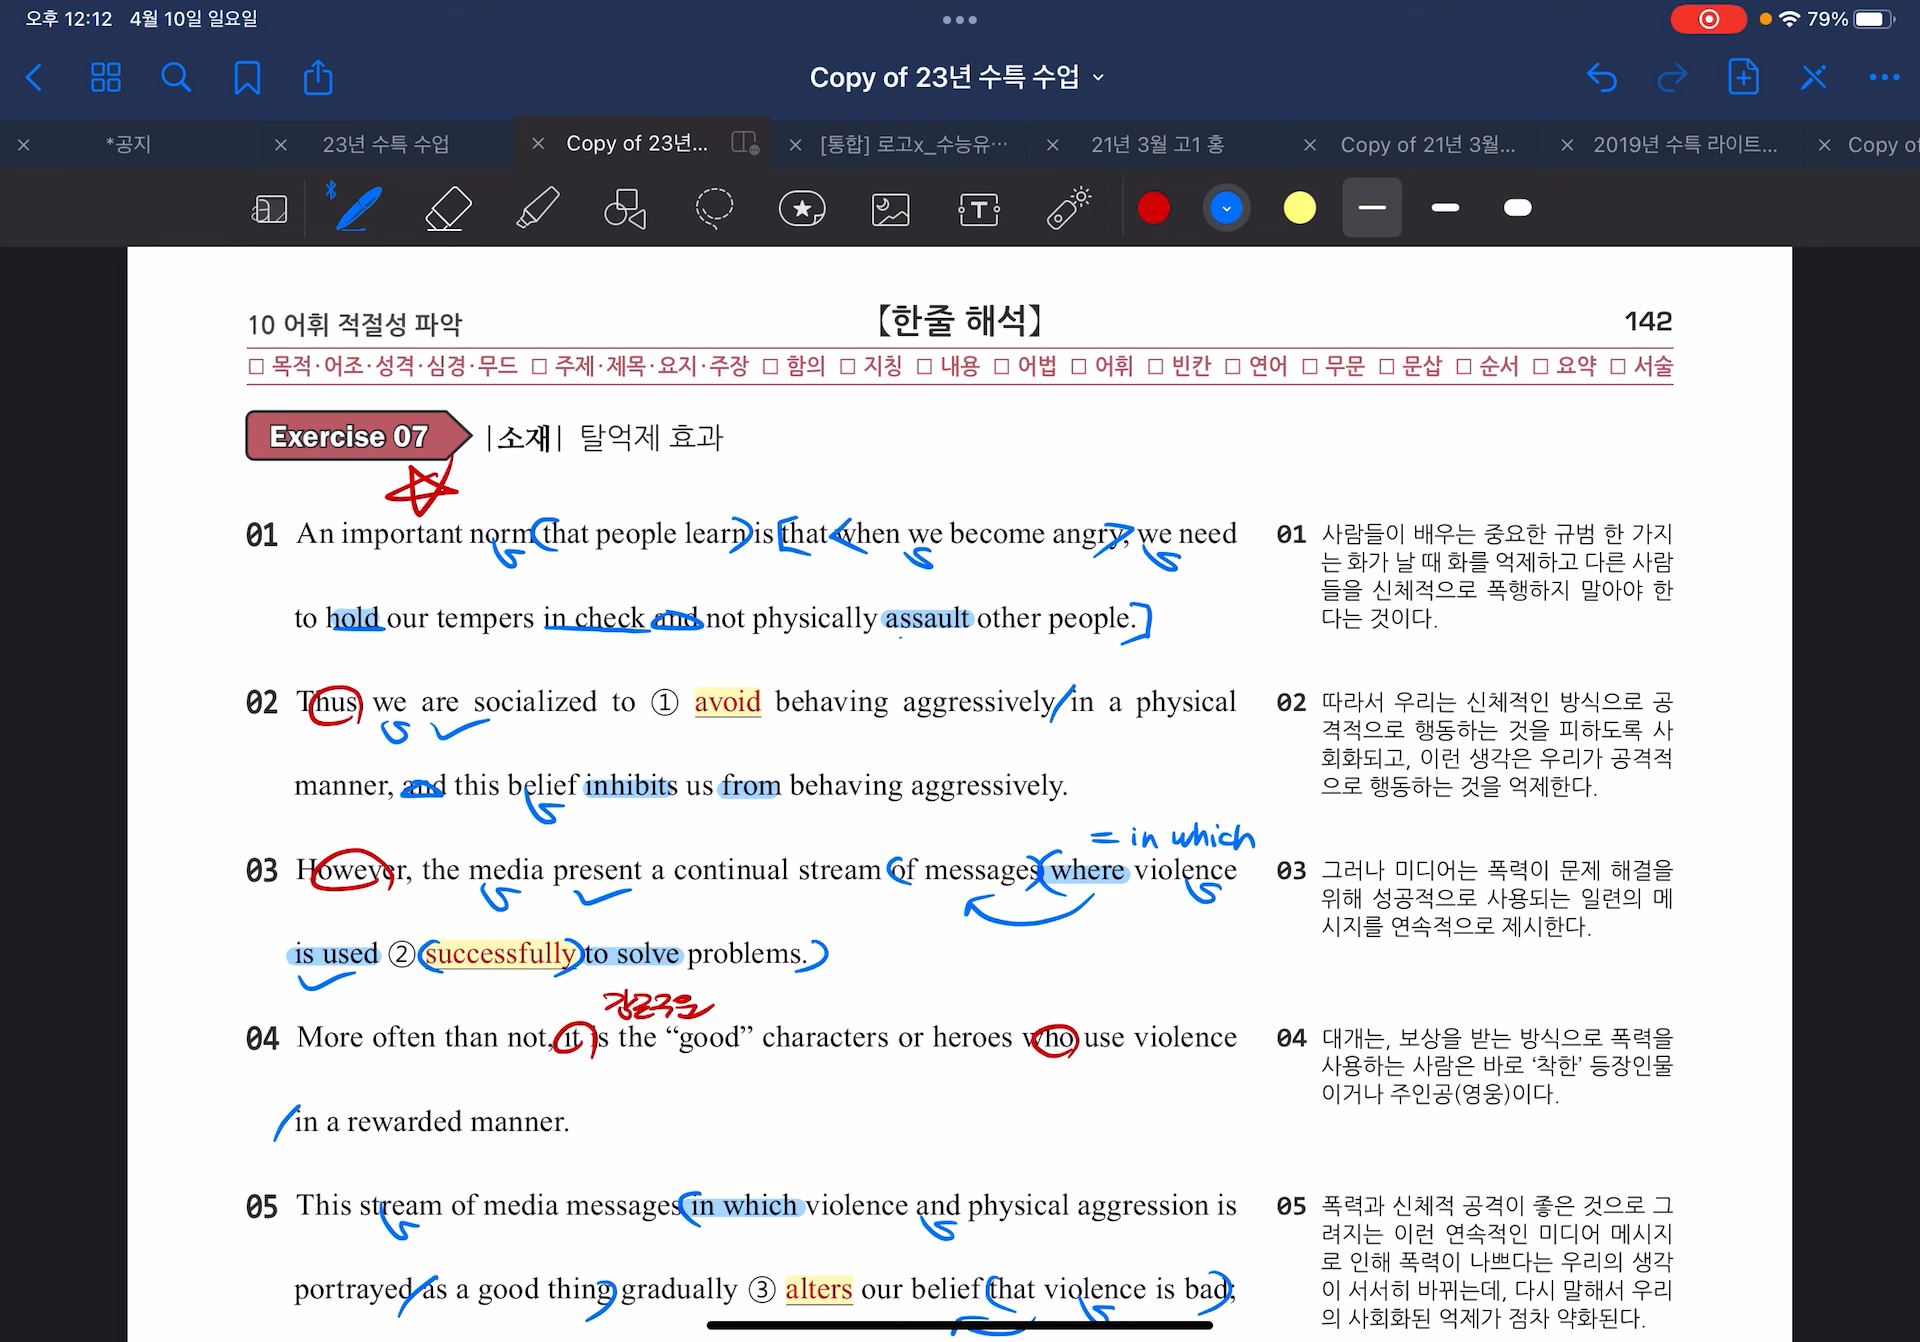 오후 12:12 4월 10일 일요일
79%
Copy of 23년 수특 수업
*공지
23년 수특 수업
Copy of 23년...
[통합] 로고x_수능유…
21년 3월 고1 홍
Copy of 21년 3월...
2019년 수특 라이트...
Copy of
10 어휘 적절성 파악
【한줄 해석】
142
□ 목적·어조·성격·심경·무드 □ 주제·제목·요지·주장 □ 함의 □ 지칭 □ 내용 □ 어법 □ 어휘 □ 빈칸 □ 연어 □ 무문 □ 문삽 □ 순서 □ 요약 □ 서술
Exercise 07 |소재| 탈억제 효과
01 An important norm that people learn is that when we become angry, we need
to hold our tempers in check and not physically assault other people.
01 사람들이 배우는 중요한 규범 한 가지
는 화가 날 때 화를 억제하고 다른 사람
들을 신체적으로 폭행하지 말아야 한
다는 것이다.
02 Thus, we are socialized to ① avoid behaving aggressively in a physical
manner, and this belief inhibits us from behaving aggressively.
02 따라서 우리는 신체적인 방식으로 공
격적으로 행동하는 것을 피하도록 사
회화되고, 이런 생각은 우리가 공격적
으로 행동하는 것을 억제한다.
= in which
03 However, the media present a continual stream of messages where violence
is used ② successfully to solve problems.
03 그러나 미디어는 폭력이 문제 해결을
위해 성공적으로 사용되는 일련의 메
시지를 연속적으로 제시한다.
강조구문
04 More often than not, it is the “good” characters or heroes who use violence
in a rewarded manner.
04 대개는, 보상을 받는 방식으로 폭력을
사용하는 사람은 바로 ‘착한’ 등장인물
이거나 주인공(영웅)이다.
05 This stream of media messages in which violence and physical aggression is
portrayed as a good thing gradually ③ alters our belief that violence is bad;
05 폭력과 신체적 공격이 좋은 것으로 그
려지는 이런 연속적인 미디어 메시지
로 인해 폭력이 나쁘다는 우리의 생각
이 서서히 바뀌는데, 다시 말해서 우리
의 사회화된 억제가 점차 약화된다.